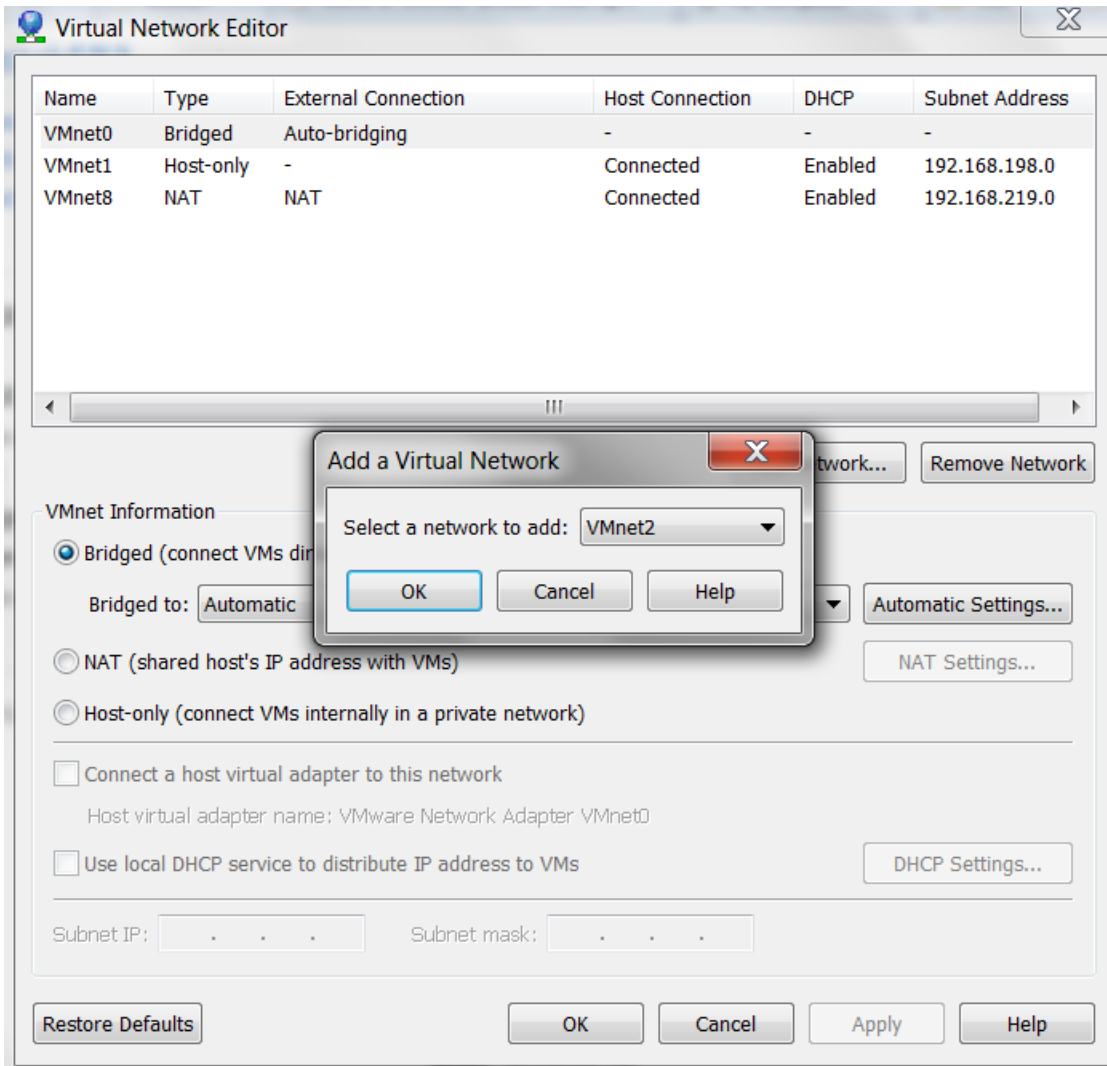 Virtual Network Editor
Name Type External Connection Host Connection DHCP Subnet Address
VMnet0 Bridged Auto-bridging - - -
VMnet1 Host-only - Connected Enabled 192.168.198.0
VMnet8 NAT NAT Connected Enabled 192.168.219.0
Add a Virtual Network
twork... Remove Network
Select a network to add: VMnet2
OK Cancel Help
VMnet Information
Bridged (connect VMs dir
Bridged to: Automatic Automatic Settings...
NAT (shared host's IP address with VMs) NAT Settings...
Host-only (connect VMs internally in a private network)
Connect a host virtual adapter to this network
Host virtual adapter name: VMware Network Adapter VMnet0
Use local DHCP service to distribute IP address to VMs DHCP Settings...
Subnet IP: . . . Subnet mask: . . .
Restore Defaults OK Cancel Apply Help